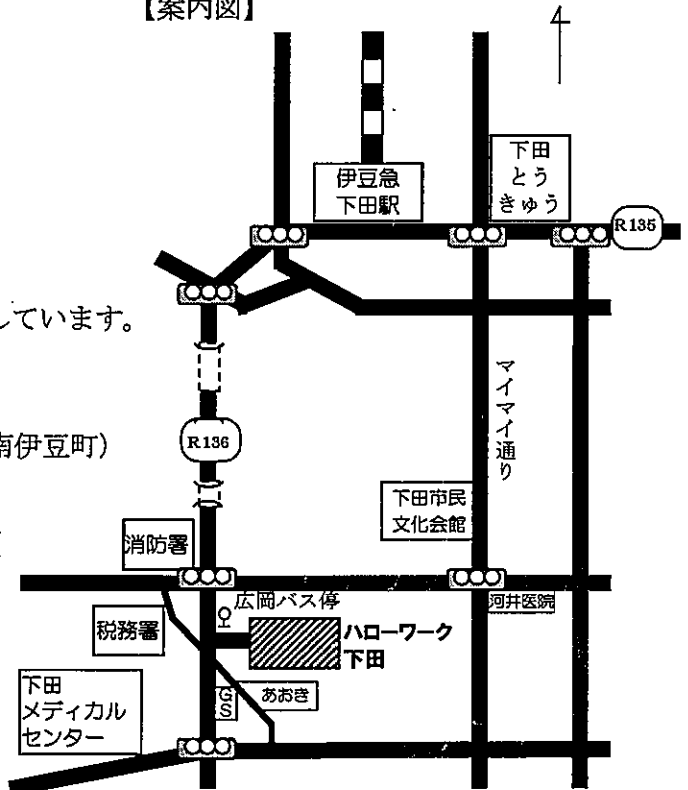 【案内図】
伊豆急
下田駅
下田
とう
きゅう
R135
しています。
マイマイ通り
南伊豆町）
R136
下田市民
文化会館
消防署
広岡バス停
河井医院
税務署
ハローワーク
下田
GS
あおき
下田
メディカル
センター